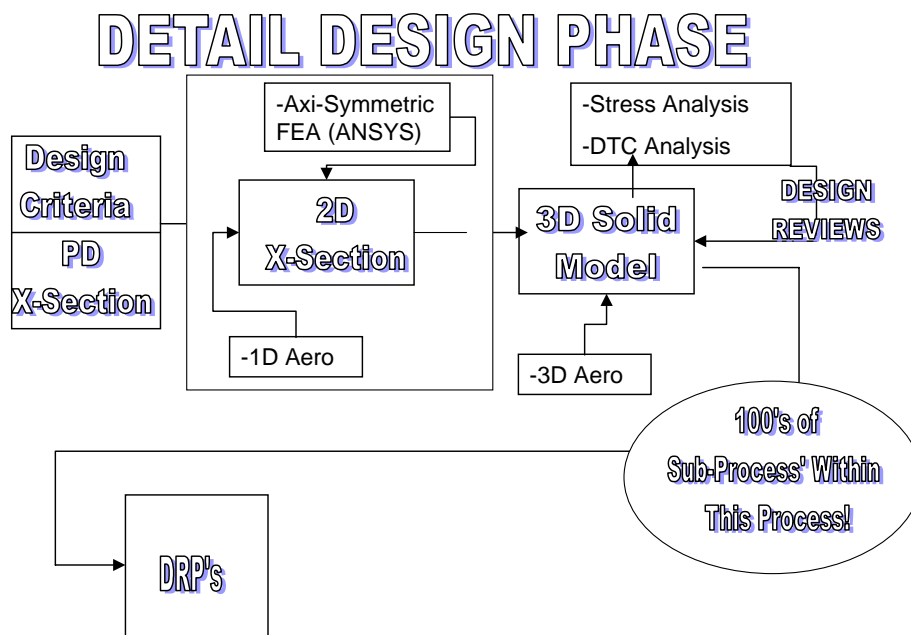 DETAIL DESIGN PHASE
-Axi-Symmetric
FEA (ANSYS)
-Stress Analysis
-DTC Analysis
Design
Criteria
PD
X-Section
2D
X-Section
3D Solid
Model
DESIGN
REVIEWS
-1D Aero
-3D Aero
100's of
Sub-Process' Within
This Process!
DRP's